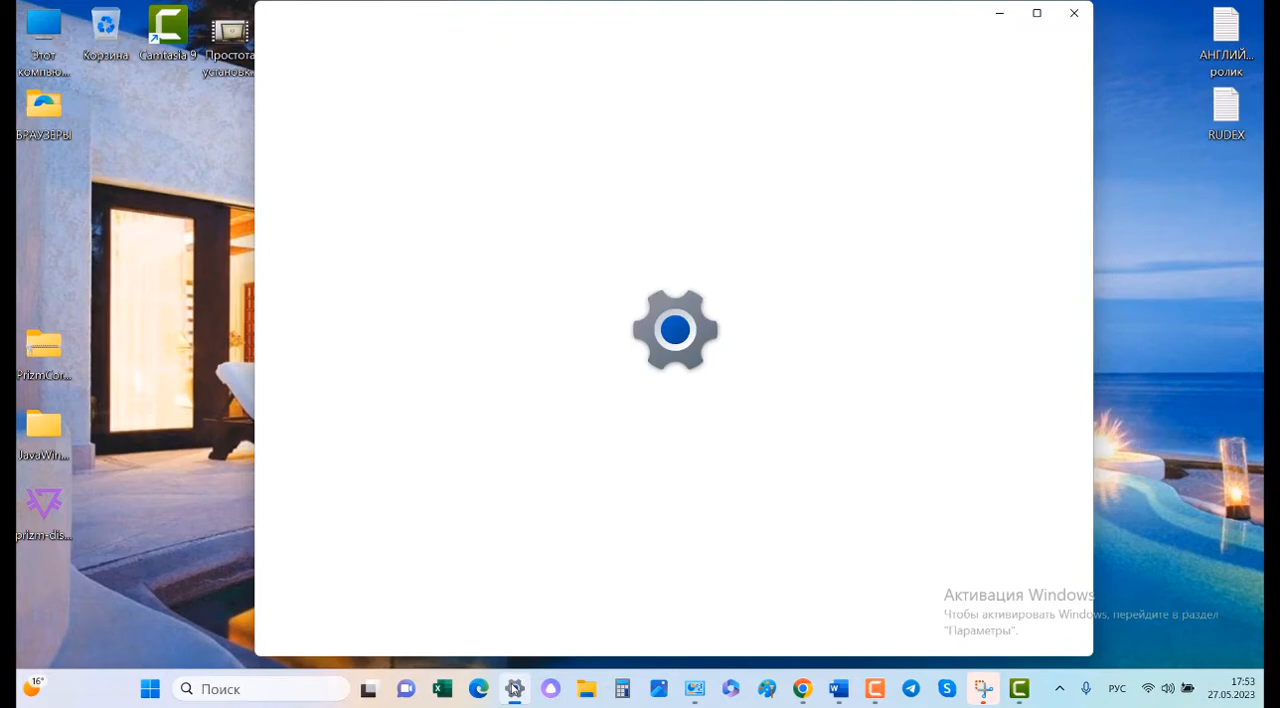 Этот
компью...
Корзина
Camtasia 9
Простота
установк...
БРАУЗЕРЫ
PrizmCor...
JavaWin...
prizm-dis...
АНГЛИЙ...
ролик
RUDEX
Активация Windows
Чтобы активировать Windows, перейдите в раздел
"Параметры".
16°
Поиск
РУС
17:53
27.05.2023